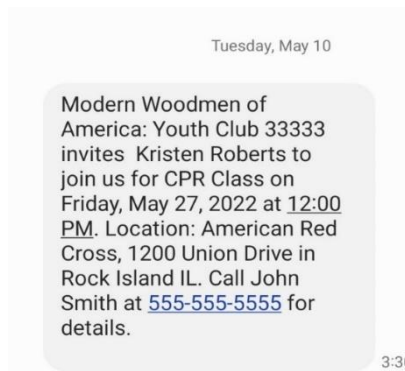 Tuesday, May 10
Modern Woodmen of
America: Youth Club 33333
invites  Kristen Roberts to
join us for CPR Class on
Friday, May 27, 2022 at 12:00
PM. Location: American Red
Cross, 1200 Union Drive in
Rock Island IL. Call John
Smith at 555-555-5555 for
details.